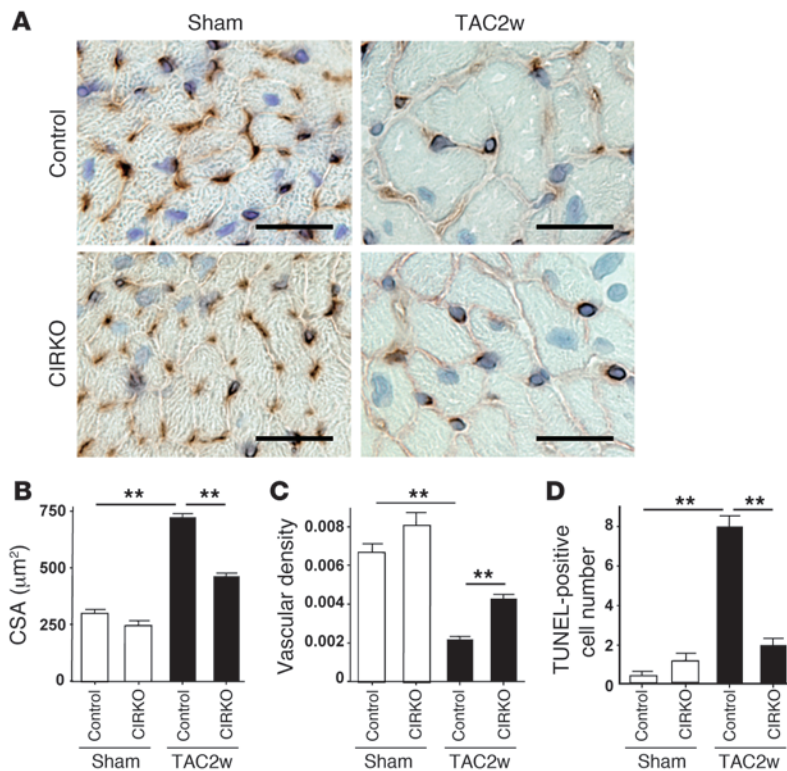 A
Sham
TAC2w
Control
CIRKO
B
**
**
CSA (μm²)
750
500
250
0
Control
CIRKO
Control
CIRKO
Sham
TAC2w
C
**
**
Vascular density
0.008
0.006
0.004
0.002
0
Control
CIRKO
Control
CIRKO
Sham
TAC2w
D
**
**
TUNEL-positive
cell number
8
6
4
2
0
Control
CIRKO
Control
CIRKO
Sham
TAC2w